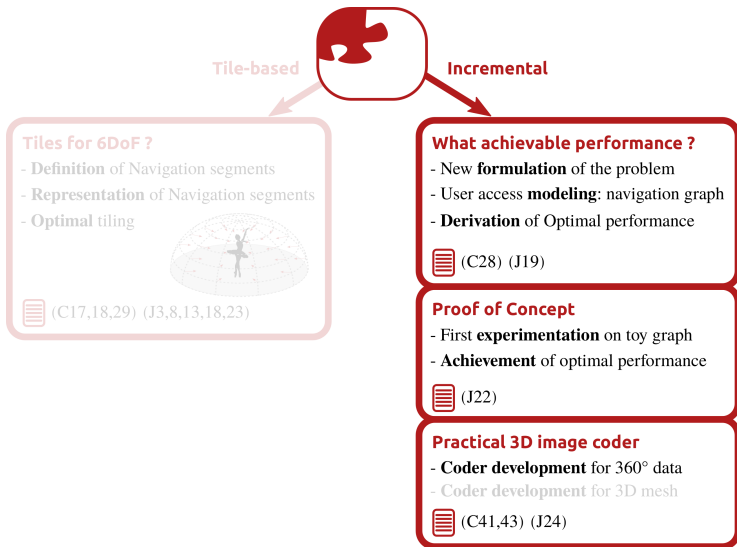 Tile-based
Incremental
Tiles for 6DoF ?
- Definition of Navigation segments
- Representation of Navigation segments
- Optimal tiling
(C17,18,29) (J3,8,13,18,23)
What achievable performance ?
- New formulation of the problem
- User access modeling: navigation graph
- Derivation of Optimal performance
(C28) (J19)
Proof of Concept
- First experimentation on toy graph
- Achievement of optimal performance
(J22)
Practical 3D image coder
- Coder development for 360° data
- Coder development for 3D mesh
(C41,43) (J24)